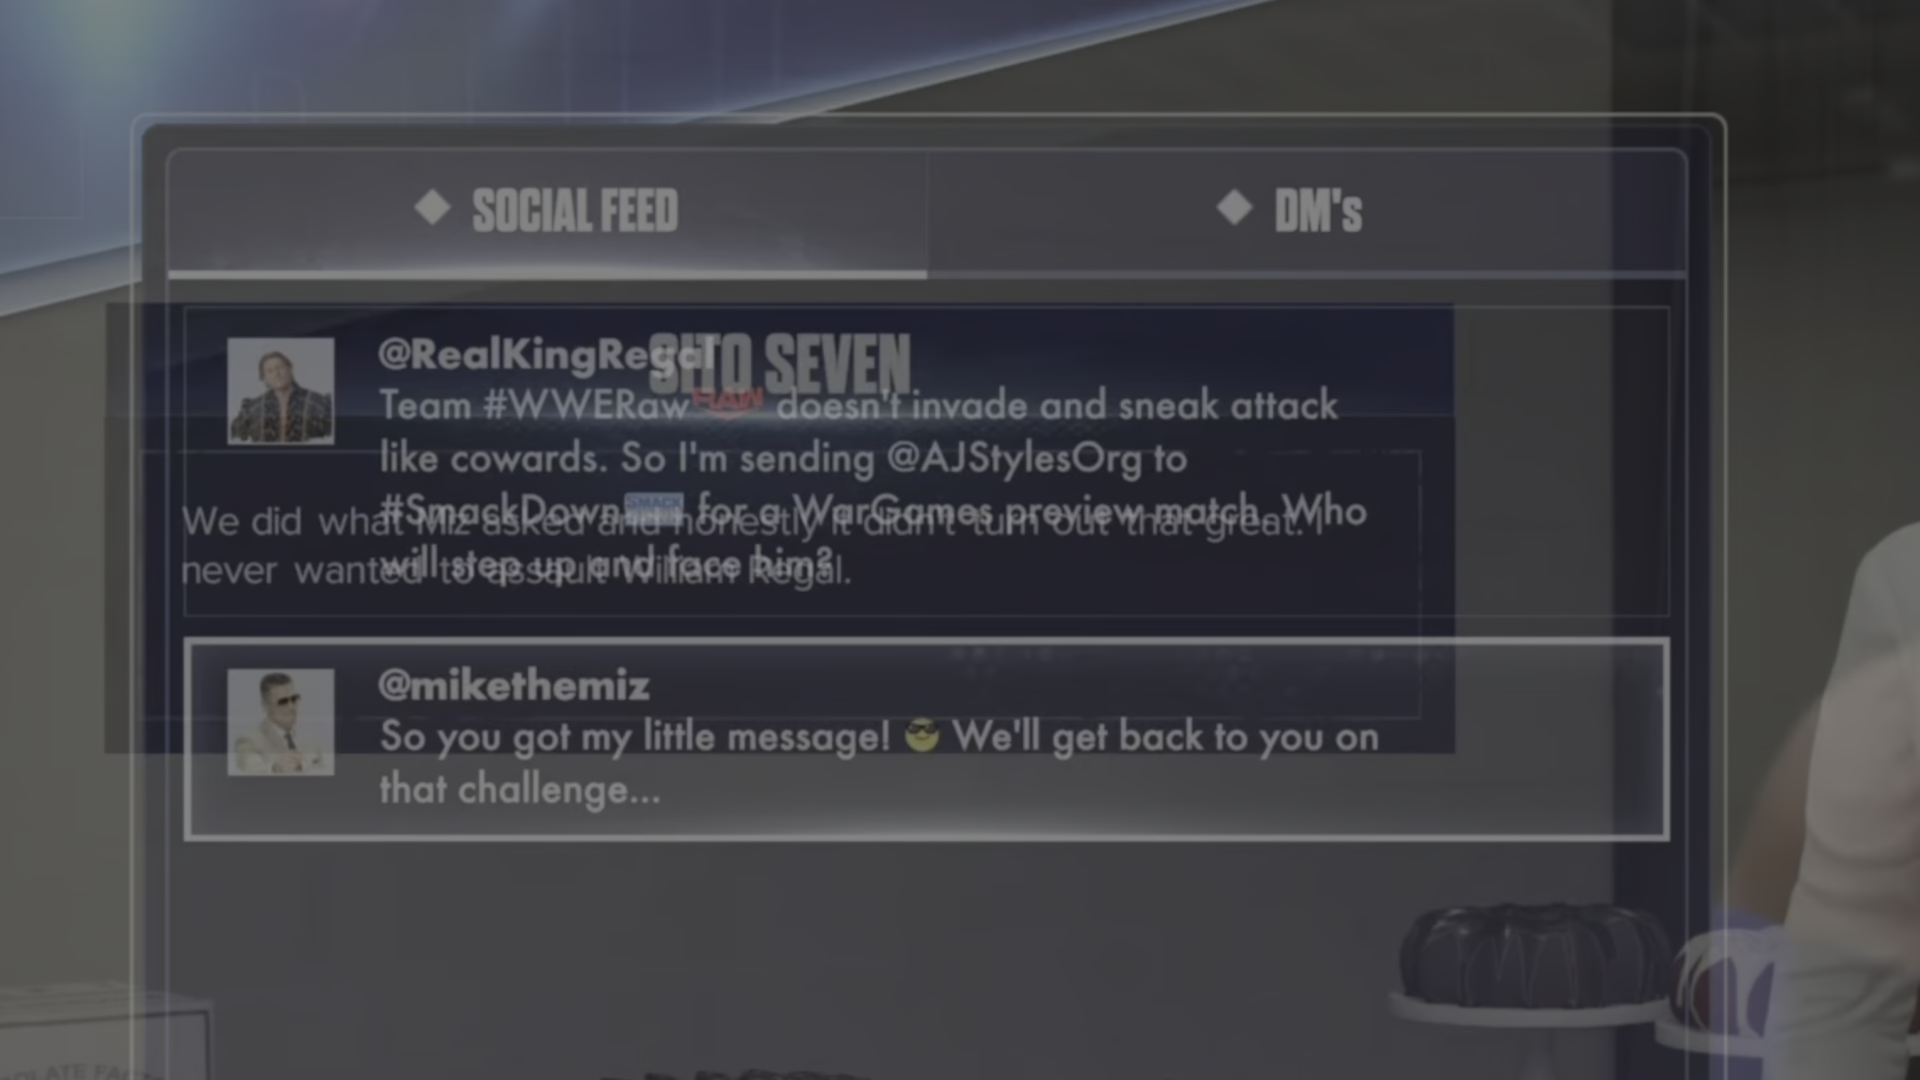 SOCIAL FEED
DM's
@RealKingRegal
SITO SEVEN
Team #WWERaw RAW doesn't invade and sneak attack
like cowards. So I'm sending @AJStylesOrg to
#SmackDown SMACK for a WarGames preview match. Who
will step up and face him?
We did what Miz asked and honestly it didn't turn out that great. I
never wanted to assault William Regal.
@mikethemiz
So you got my little message! 😎 We'll get back to you on
that challenge...